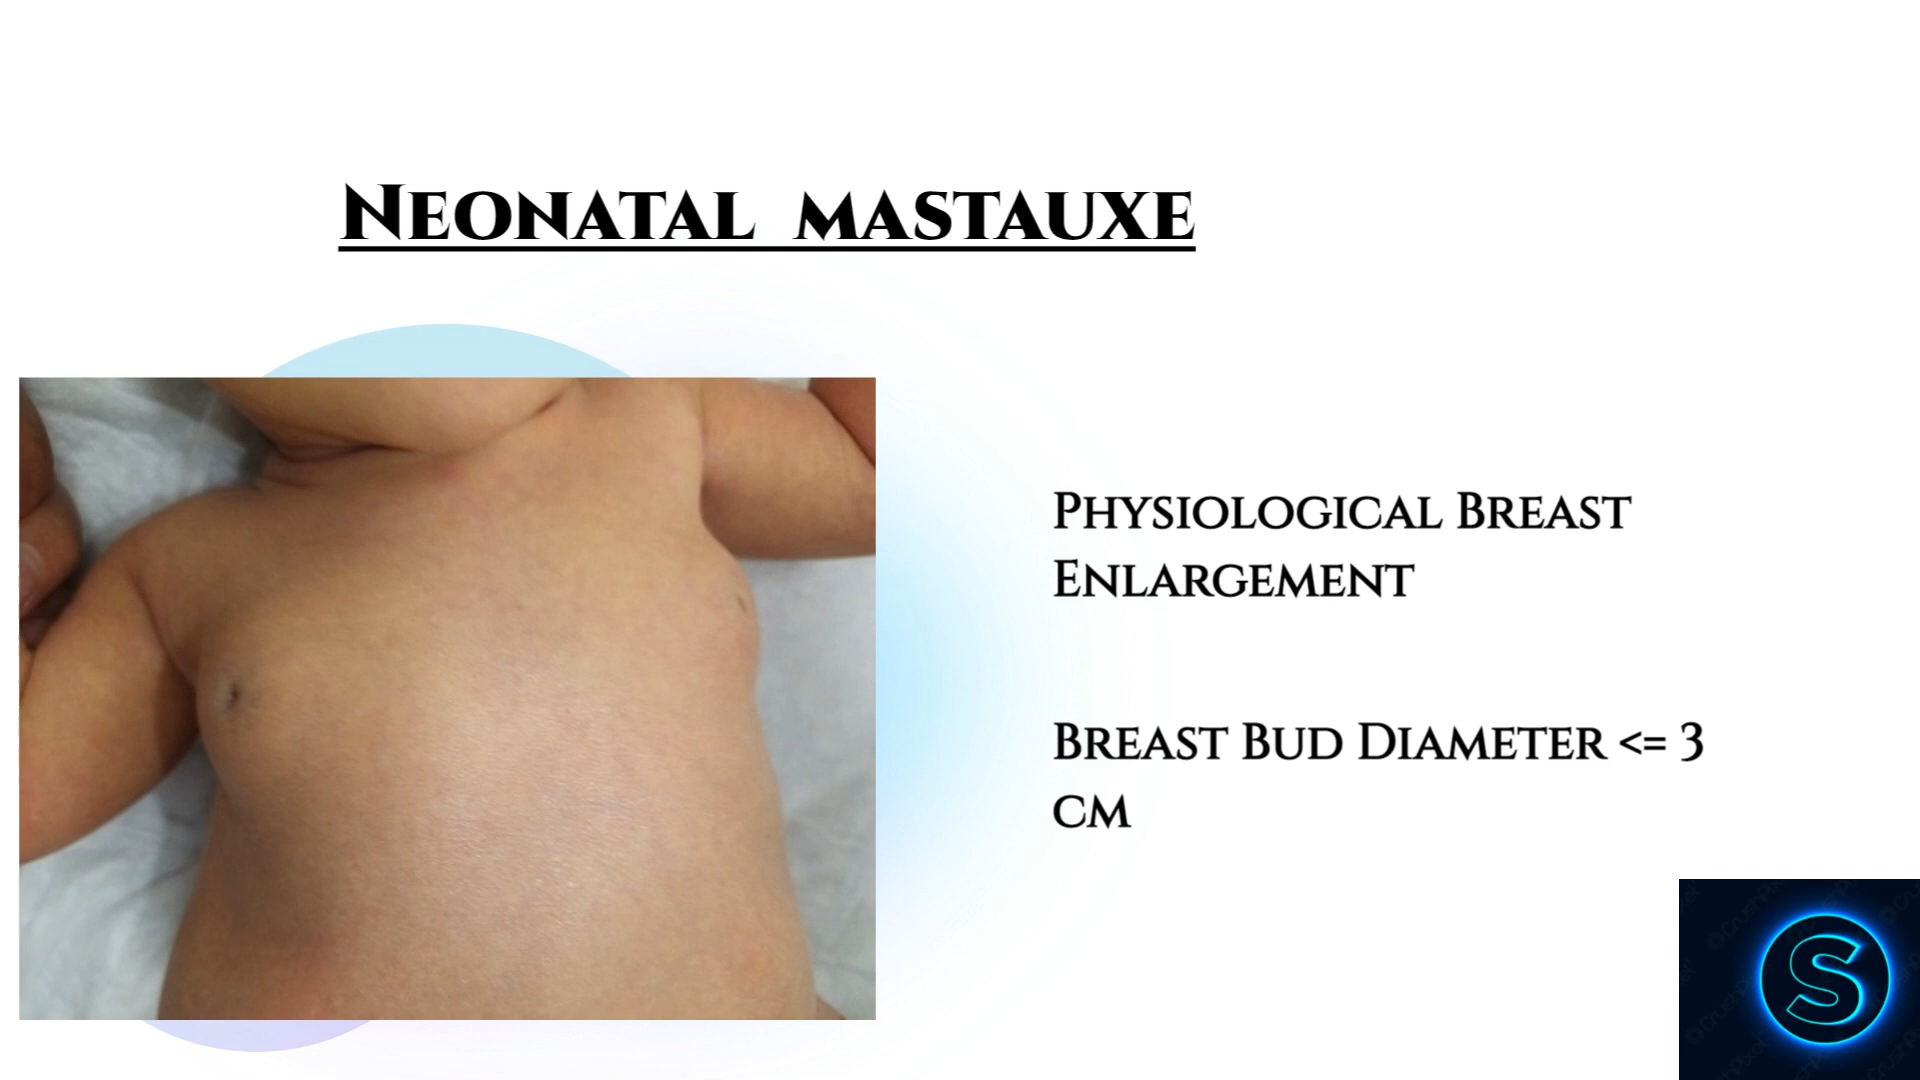 Neonatal mastauxe
Physiological Breast
Enlargement
Breast Bud Diameter <= 3
cm
S